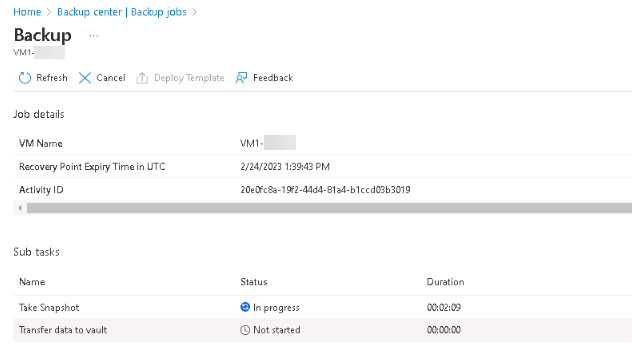 Home > Backup center | Backup jobs >
Backup ...
VM1-
Refresh Cancel Deploy Template Feedback
Job details
VM Name VM1-
Recovery Point Expiry Time in UTC 2/24/2023 1:39:43 PM
Activity ID 20e0fc8a-19f2-44d4-81a4-b1ccd03b3019
Sub tasks
Name Status Duration
Take Snapshot In progress 00:02:09
Transfer data to vault Not started 00:00:00